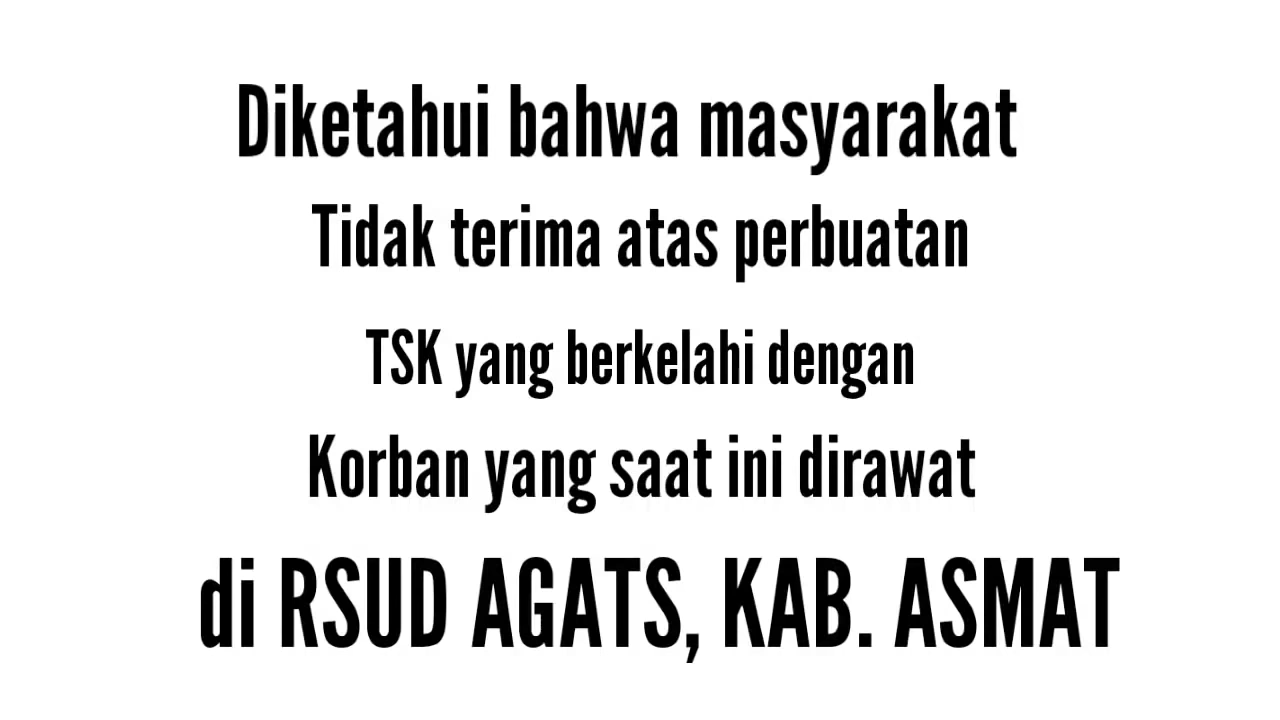 Diketahui bahwa masyarakat
Tidak terima atas perbuatan
TSK yang berkelahi dengan
Korban yang saat ini dirawat
di RSUD AGATS, KAB. ASMAT